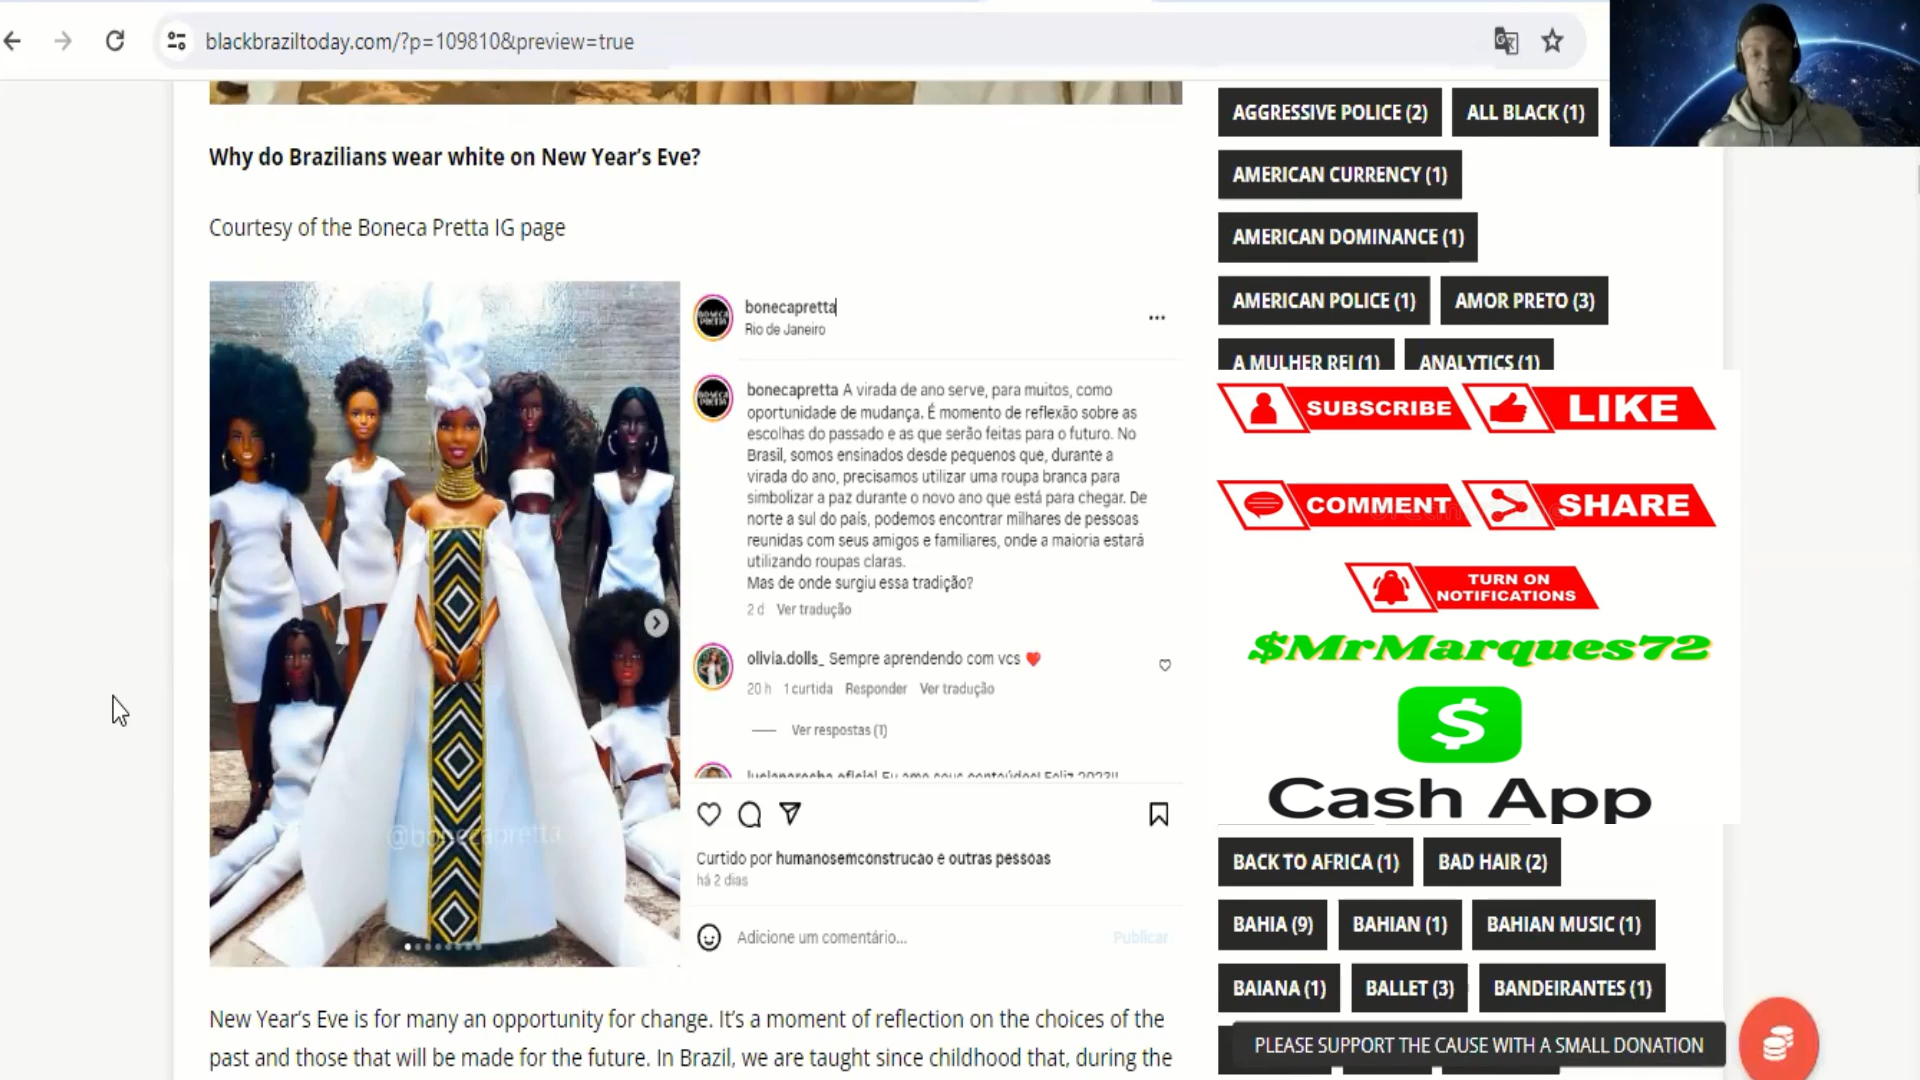 blackbraziltoday.com/?p=109810&preview=true
Why do Brazilians wear white on New Year's Eve?
Courtesy of the Boneca Pretta IG page
bonecapretta
Rio de Janeiro
bonecapretta A virada de ano serve, para muitos, como
oportunidade de mudança. É momento de reflexão sobre as
escolhas do passado e as que serão feitas para o futuro. No
Brasil, somos ensinados desde pequenos que, durante a
virada do ano, precisamos utilizar uma roupa branca para
simbolizar a paz durante o novo ano que está para chegar. De
norte a sul do país, podemos encontrar milhares de pessoas
reunidas com seus amigos e familiares, onde a maioria estará
utilizando roupas claras.
Mas de onde surgiu essa tradição?
2 d Ver tradução
olivia.dolls_ Sempre aprendendo com vcs
20 h 1 curtida Responder Ver tradução
Ver respostas (1)
Curtido por humanosemconstrucao e outras pessoas
há 2 dias
Adicione um comentário...
Publicar
@bonecapretta
New Year's Eve is for many an opportunity for change. It's a moment of reflection on the choices of the
past and those that will be made for the future. In Brazil, we are taught since childhood that, during the
AGGRESSIVE POLICE (2) ALL BLACK (1)
AMERICAN CURRENCY (1)
AMERICAN DOMINANCE (1)
AMERICAN POLICE (1) AMOR PRETO (3)
A MULHER REI (1) ANALYTICS (1)
SUBSCRIBE LIKE
COMMENT SHARE
TURN ON
NOTIFICATIONS
$MrMarques72
$
Cash App
BACK TO AFRICA (1) BAD HAIR (2)
BAHIA (9) BAHIAN (1) BAHIAN MUSIC (1)
BAIANA (1) BALLET (3) BANDEIRANTES (1)
PLEASE SUPPORT THE CAUSE WITH A SMALL DONATION